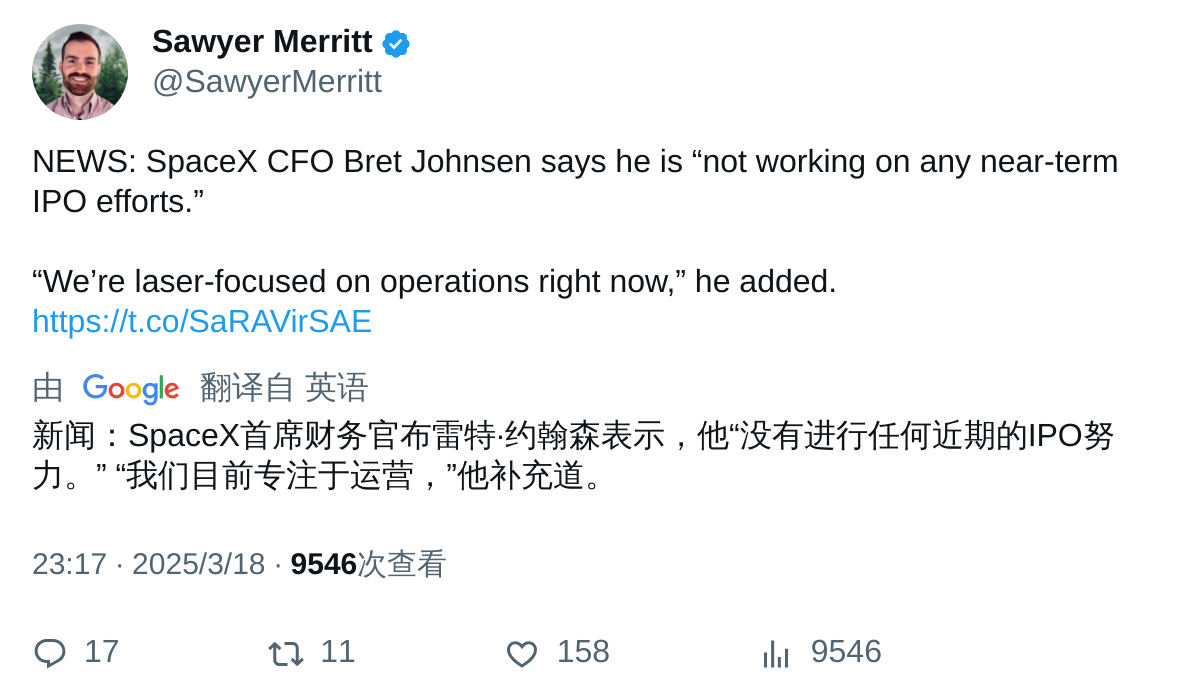 Sawyer Merritt
@SawyerMerritt
NEWS: SpaceX CFO Bret Johnsen says he is “not working on any near-term
IPO efforts.”
“We’re laser-focused on operations right now,” he added.
https://t.co/SaRAVirSAE
由 Google 翻译自 英语
新闻：SpaceX首席财务官布雷特·约翰森表示，他“没有进行任何近期的IPO努
力。” “我们目前专注于运营，”他补充道。
23:17 · 2025/3/18 · 9546次查看
17 11 158 9546